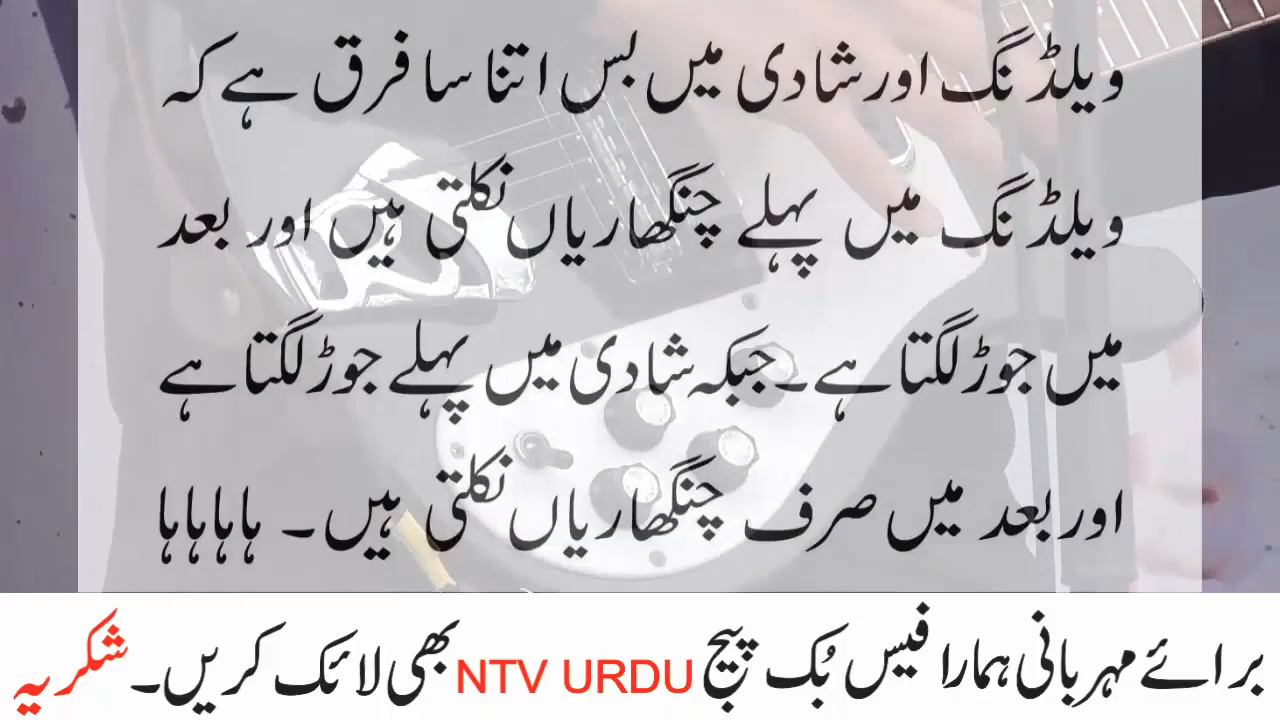 ویلڈنگ اور شادی میں بس اتنا سا فرق ہے کہ
ویلڈنگ میں پہلے چنگھاریاں نکلتی ہیں اور بعد
میں جوڑ لگتا ہے۔ جبکہ شادی میں پہلے جوڑ لگتا ہے
اور بعد میں صرف چنگھاریاں نکلتی ہیں۔ ہاہاہاہا
برائے مہربانی ہمارا فیس بُک پیج NTV URDU بھی لائک کریں۔ شکریہ